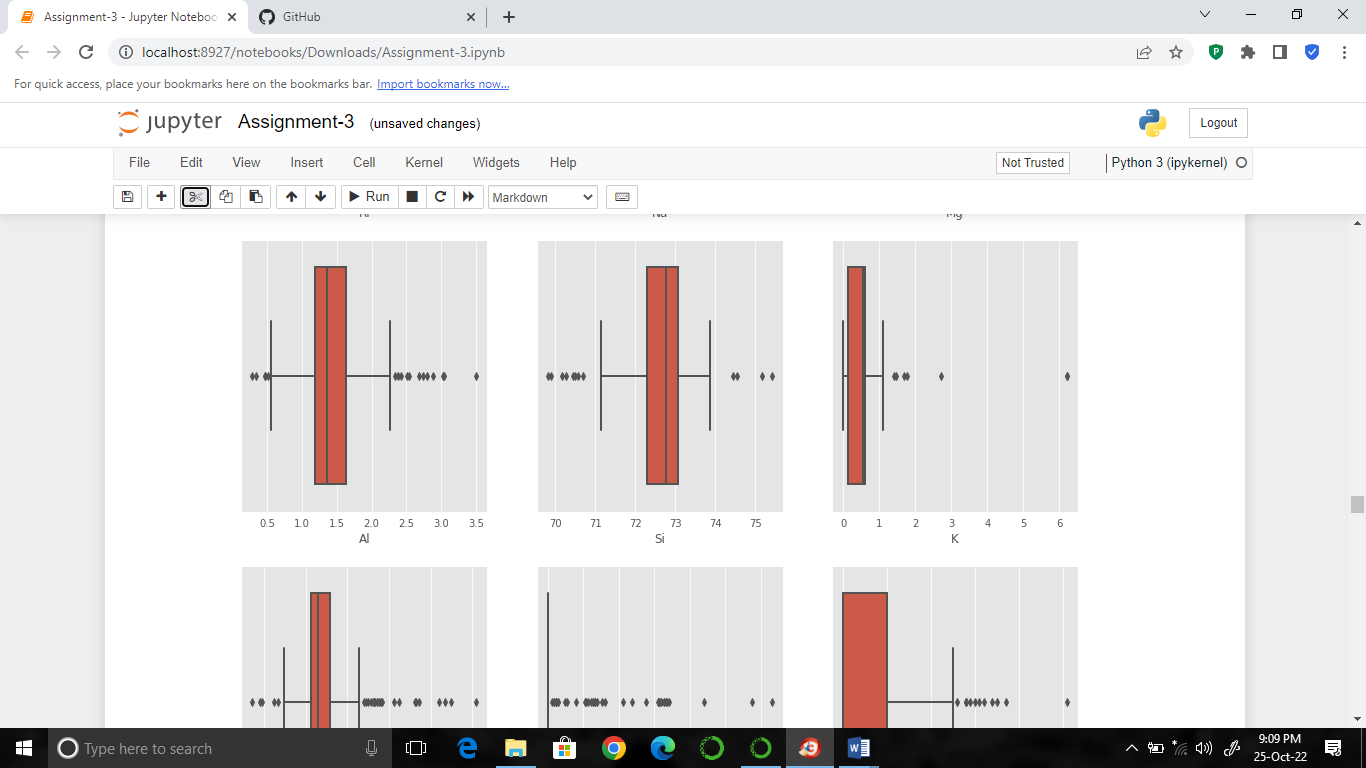 Assignment-3 - Jupyter Noteboo
GitHub
localhost:8927/notebooks/Downloads/Assignment-3.ipynb
For quick access, place your bookmarks here on the bookmarks bar. Import bookmarks now...
jupyter Assignment-3 (unsaved changes)
Logout
File Edit View Insert Cell Kernel Widgets Help
Not Trusted
Python 3 (ipykernel)
Run
Markdown
0.5 1.0 1.5 2.0 2.5 3.0 3.5
Al
70 71 72 73 74 75
Si
0 1 2 3 4 5 6
K
Type here to search
9:09 PM
25-Oct-22